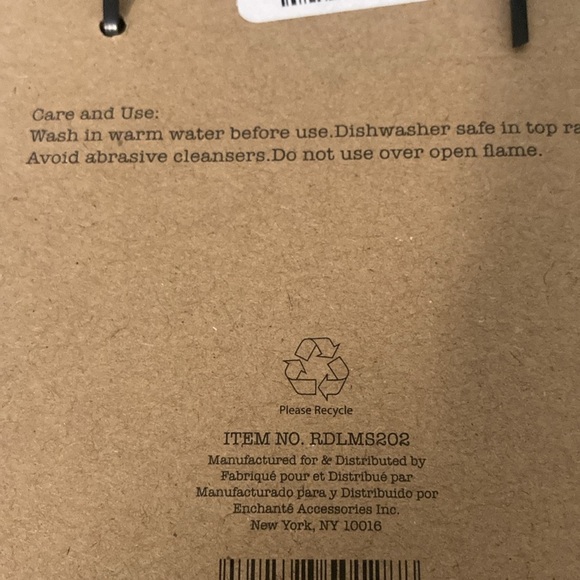 Care and Use:
Wash in warm water before use.Dishwasher safe in top
Avoid abrasive cleansers.Do not use over open flame.
Please Recycle
ITEM NO. RDLMS202
Manufactured for & Distributed by
Fabriqué pour et Distribué par
Manufacturado para y Distribuido por
Enchanté Accessories Inc.
New York, NY 10016